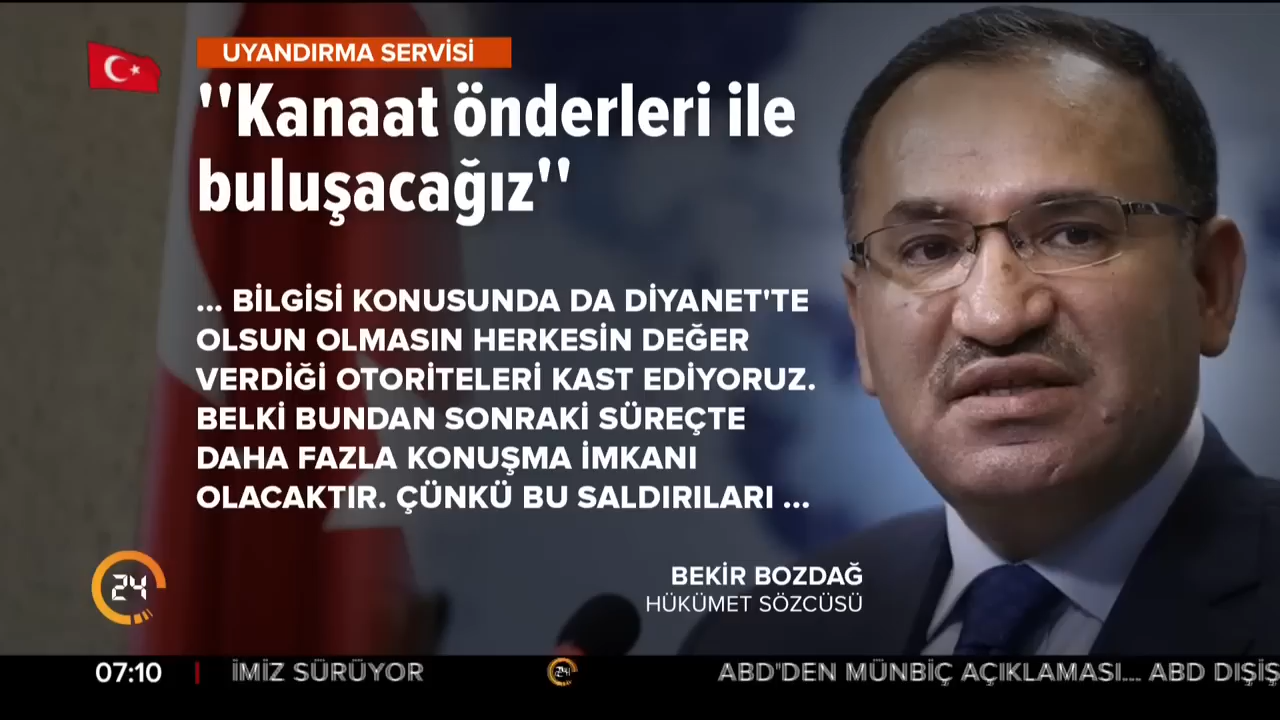 UYANDIRMA SERVİSİ
''Kanaat önderleri ile
buluşacağız''
... BİLGİSİ KONUSUNDA DA DİYANET'TE
OLSUN OLMASIN HERKESİN DEĞER
VERDİĞİ OTORİTELERİ KAST EDİYORUZ.
BELKİ BUNDAN SONRAKİ SÜREÇTE
DAHA FAZLA KONUŞMA İMKANI
OLACAKTIR. ÇÜNKÜ BU SALDIRILARI ...
24
BEKİR BOZDAĞ
HÜKÜMET SÖZCÜSÜ
07:10 İMİZ SÜRÜYOR 24 ABD'DEN MÜNBİÇ AÇIKLAMASI.... ABD DIŞİŞ